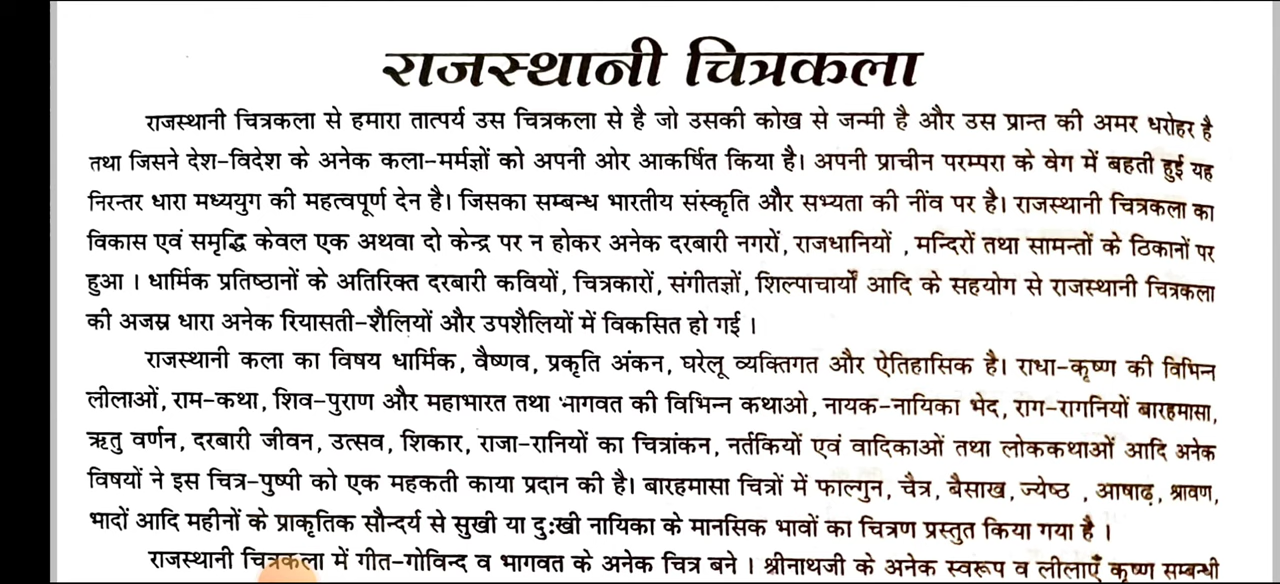 राजस्थानी चित्रकला
राजस्थानी चित्रकला से हमारा तात्पर्य उस चित्रकला से है जो उसकी कोख से जन्मी है और उस प्रान्त की अमर धरोहर है
तथा जिसने देश-विदेश के अनेक कला-मर्मज्ञों को अपनी ओर आकर्षित किया है। अपनी प्राचीन परम्परा के वेग में बहती हुई यह
निरन्तर धारा मध्ययुग की महत्वपूर्ण देन है। जिसका सम्बन्ध भारतीय संस्कृति और सभ्यता की नींव पर है। राजस्थानी चित्रकला का
विकास एवं समृद्धि केवल एक अथवा दो केन्द्र पर न होकर अनेक दरबारी नगरों, राजधानियों , मन्दिरों तथा सामन्तों के ठिकानों पर
हुआ । धार्मिक प्रतिष्ठानों के अतिरिक्त दरबारी कवियों, चित्रकारों, संगीतज्ञों, शिल्पाचार्यों आदि के सहयोग से राजस्थानी चित्रकला
की अजस्र धारा अनेक रियासती-शैलियों और उपशैलियों में विकसित हो गई ।
राजस्थानी कला का विषय धार्मिक, वैष्णव, प्रकृति अंकन, घरेलू व्यक्तिगत और ऐतिहासिक है। राधा-कृष्ण की विभिन्न
लीलाओं, राम-कथा, शिव-पुराण और महाभारत तथा भागवत की विभिन्न कथाओ, नायक-नायिका भेद, राग-रागनियों बारहमासा,
ऋतु वर्णन, दरबारी जीवन, उत्सव, शिकार, राजा-रानियों का चित्रांकन, नर्तकियों एवं वादिकाओं तथा लोककथाओं आदि अनेक
विषयों ने इस चित्र-पुष्पी को एक महकती काया प्रदान की है। बारहमासा चित्रों में फाल्गुन, चैत्र, बैसाख, ज्येष्ठ , आषाढ़, श्रावण,
भादों आदि महीनों के प्राकृतिक सौन्दर्य से सुखी या दुःखी नायिका के मानसिक भावों का चित्रण प्रस्तुत किया गया है ।
राजस्थानी चित्रकला में गीत-गोविन्द व भागवत के अनेक चित्र बने । श्रीनाथजी के अनेक स्वरूप व लीलाएँ कृष्ण सम्बन्धी